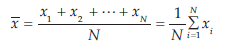 x̄ = (x₁ + x₂ + ··· + x_N) / N = (1/N) ∑_{i=1}^{N} x_i